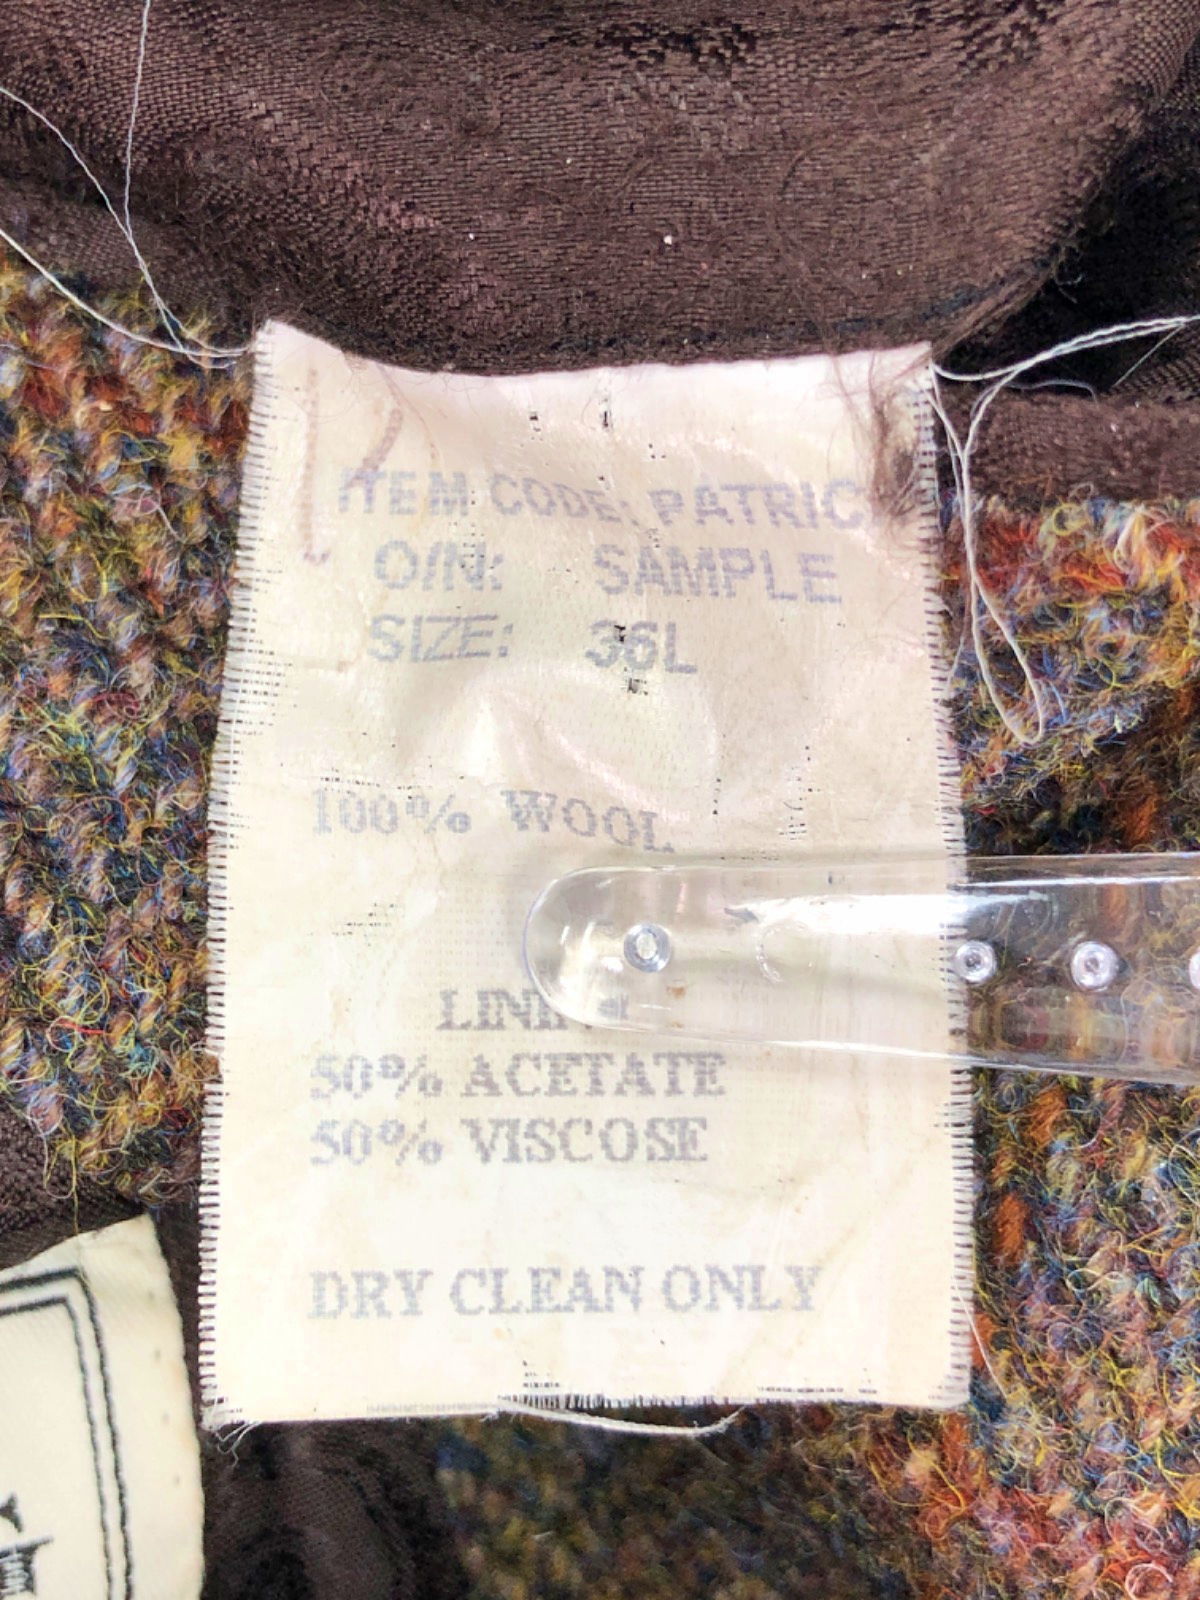 ITEM CODE: PATRIC
O/N: SAMPLE
SIZE: 36L
100% WOOL
50% ACETATE
50% VISCOSE
DRY CLEAN ONLY